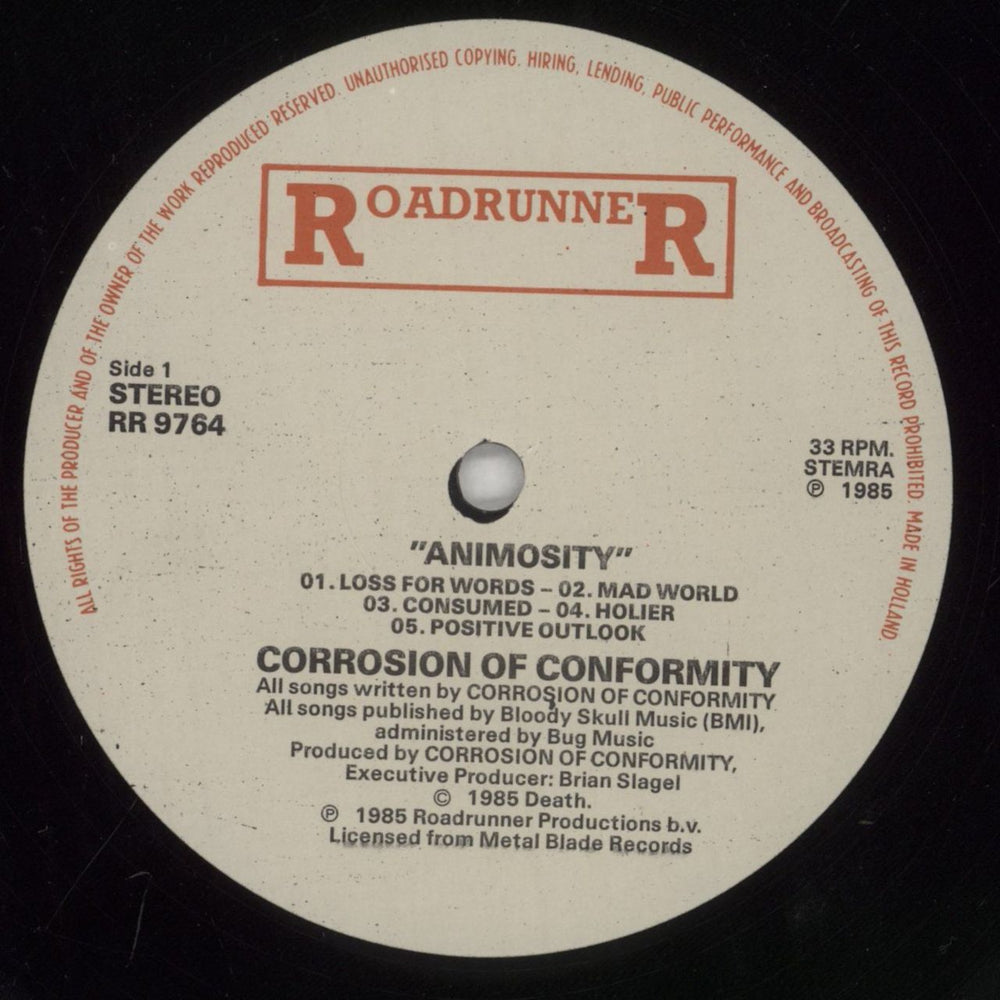 ALL RIGHTS OF THE PRODUCER AND OF THE OWNER OF THE WORK REPRODUCED RESERVED. UNAUTHORISED COPYING. HIRING, LENDING, PUBLIC PERFORMANCE AND BROADCASTING OF THIS RECORD PROHIBITED. MADE IN HOLLAND.
ROADRUNNER
Side 1
STEREO
RR 9764
33 RPM.
STEMRA
℗ 1985
"ANIMOSITY"
01. LOSS FOR WORDS – 02. MAD WORLD
03. CONSUMED – 04. HOLIER
05. POSITIVE OUTLOOK
CORROSION OF CONFORMITY
All songs written by CORROSION OF CONFORMITY
All songs published by Bloody Skull Music (BMI),
administered by Bug Music
Produced by CORROSION OF CONFORMITY,
Executive Producer: Brian Slagel
© 1985 Death.
℗ 1985 Roadrunner Productions b.v.
Licensed from Metal Blade Records